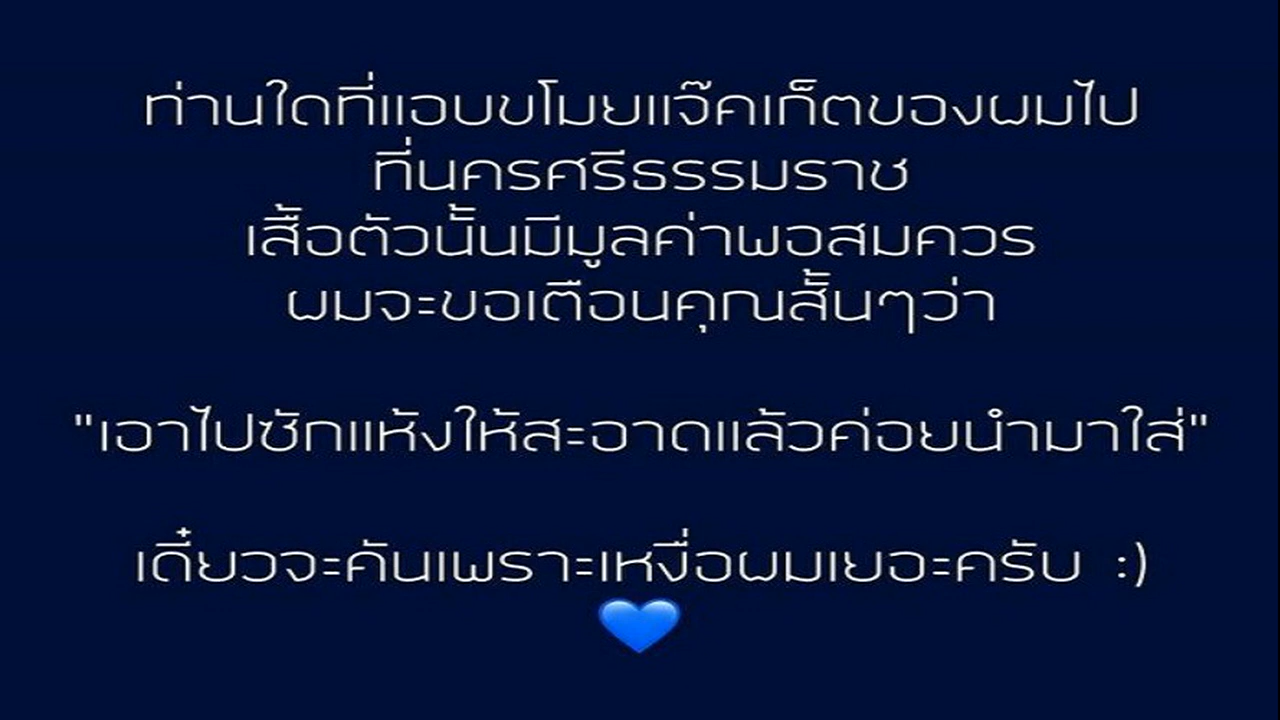 ท่านใดที่แอบขโมยแจ๊คเก็ตของผมไป
ที่นครศรีธรรมราช
เสื้อตัวนั้นมีมูลค่าพอสมควร
ผมจะขอเตือนคุณสั้นๆว่า
"เอาไปซักแห้งให้สะอาดแล้วค่อยนำมาใส่"
เดี๋ยวจะคันเพราะเหงื่อผมเยอะครับ :)
💙